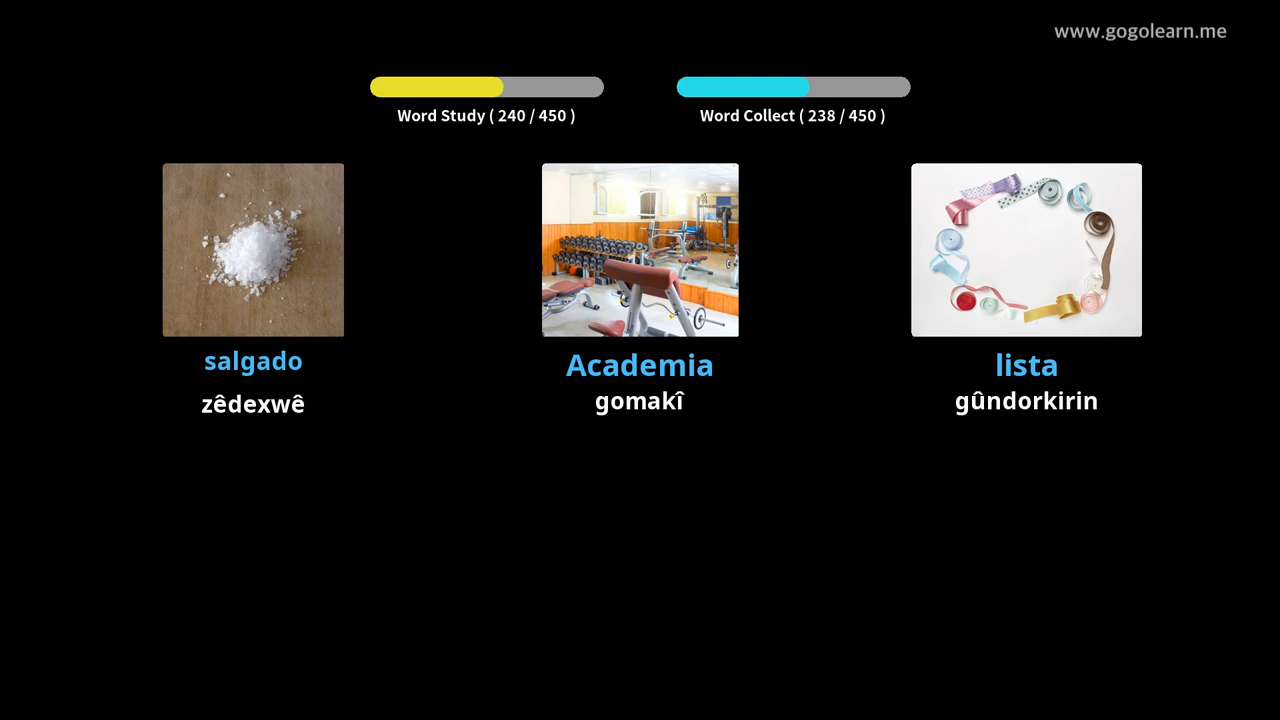 www.gogolearn.me
Word Study ( 240 / 450 )
Word Collect ( 238 / 450 )
salgado
zêdexwê
Academia
gomakî
lista
gûndorkirin